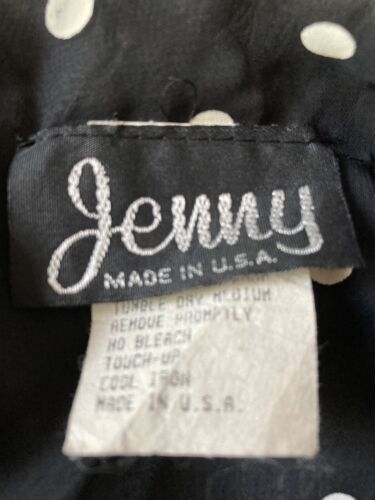 Jenny
MADE IN U.S.A.
TUMBLE DRY MEDIUM
REMOVE PROMPTLY
NO BLEACH
TOUCH-UP
COOL IRON
MADE IN U.S.A.